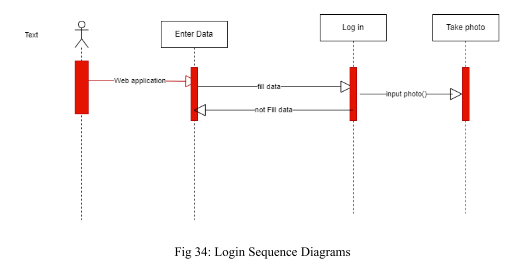 Text
Enter Data
Log in
Take photo
Web application
fill data
input photo()
not Fill data
Fig 34: Login Sequence Diagrams